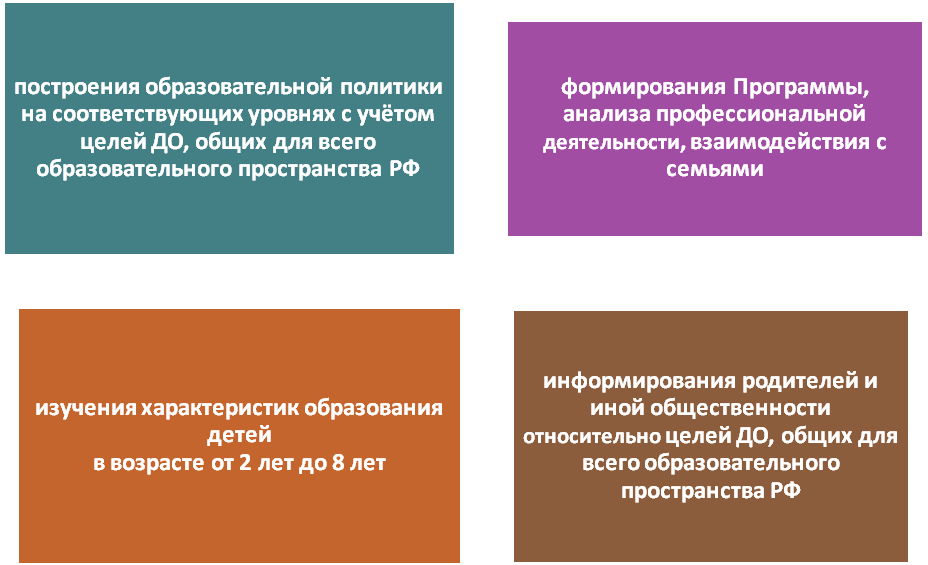 построения образовательной политики
на соответствующих уровнях с учётом
целей ДО, общих для всего
образовательного пространства РФ
формирования Программы,
анализа профессиональной
деятельности, взаимодействия с
семьями
изучения характеристик образования
детей
в возрасте от 2 лет до 8 лет
информирования родителей и
иной общественности
относительно целей ДО, общих для
всего образовательного
пространства РФ